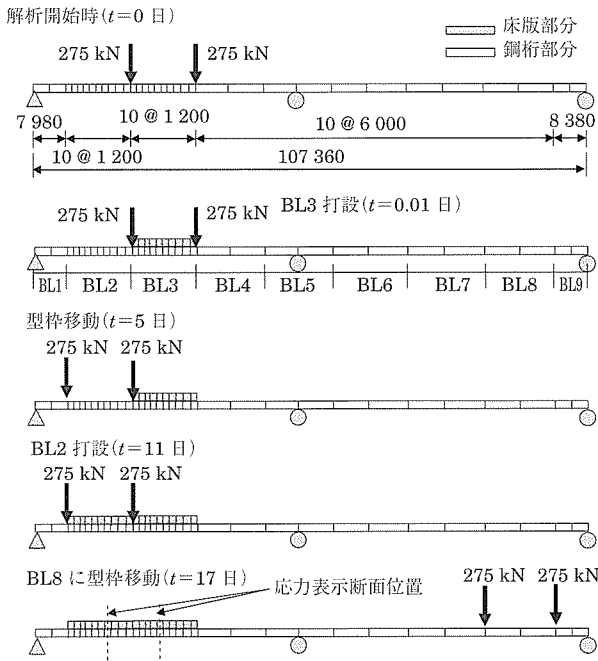 解析開始時(t=0 日)
床版部分
鋼桁部分
275 kN 275 kN
7 980 10 @ 1 200 10 @ 6 000 8 380
10 @ 1 200 107 360
275 kN 275 kN BL3 打設(t=0.01 日)
BL1 BL2 BL3 BL4 BL5 BL6 BL7 BL8 BL9
型枠移動(t=5 日)
275 kN 275 kN
BL2 打設(t=11 日)
275 kN 275 kN
BL8 に型枠移動(t=17 日) 応力表示断面位置 275 kN 275 kN